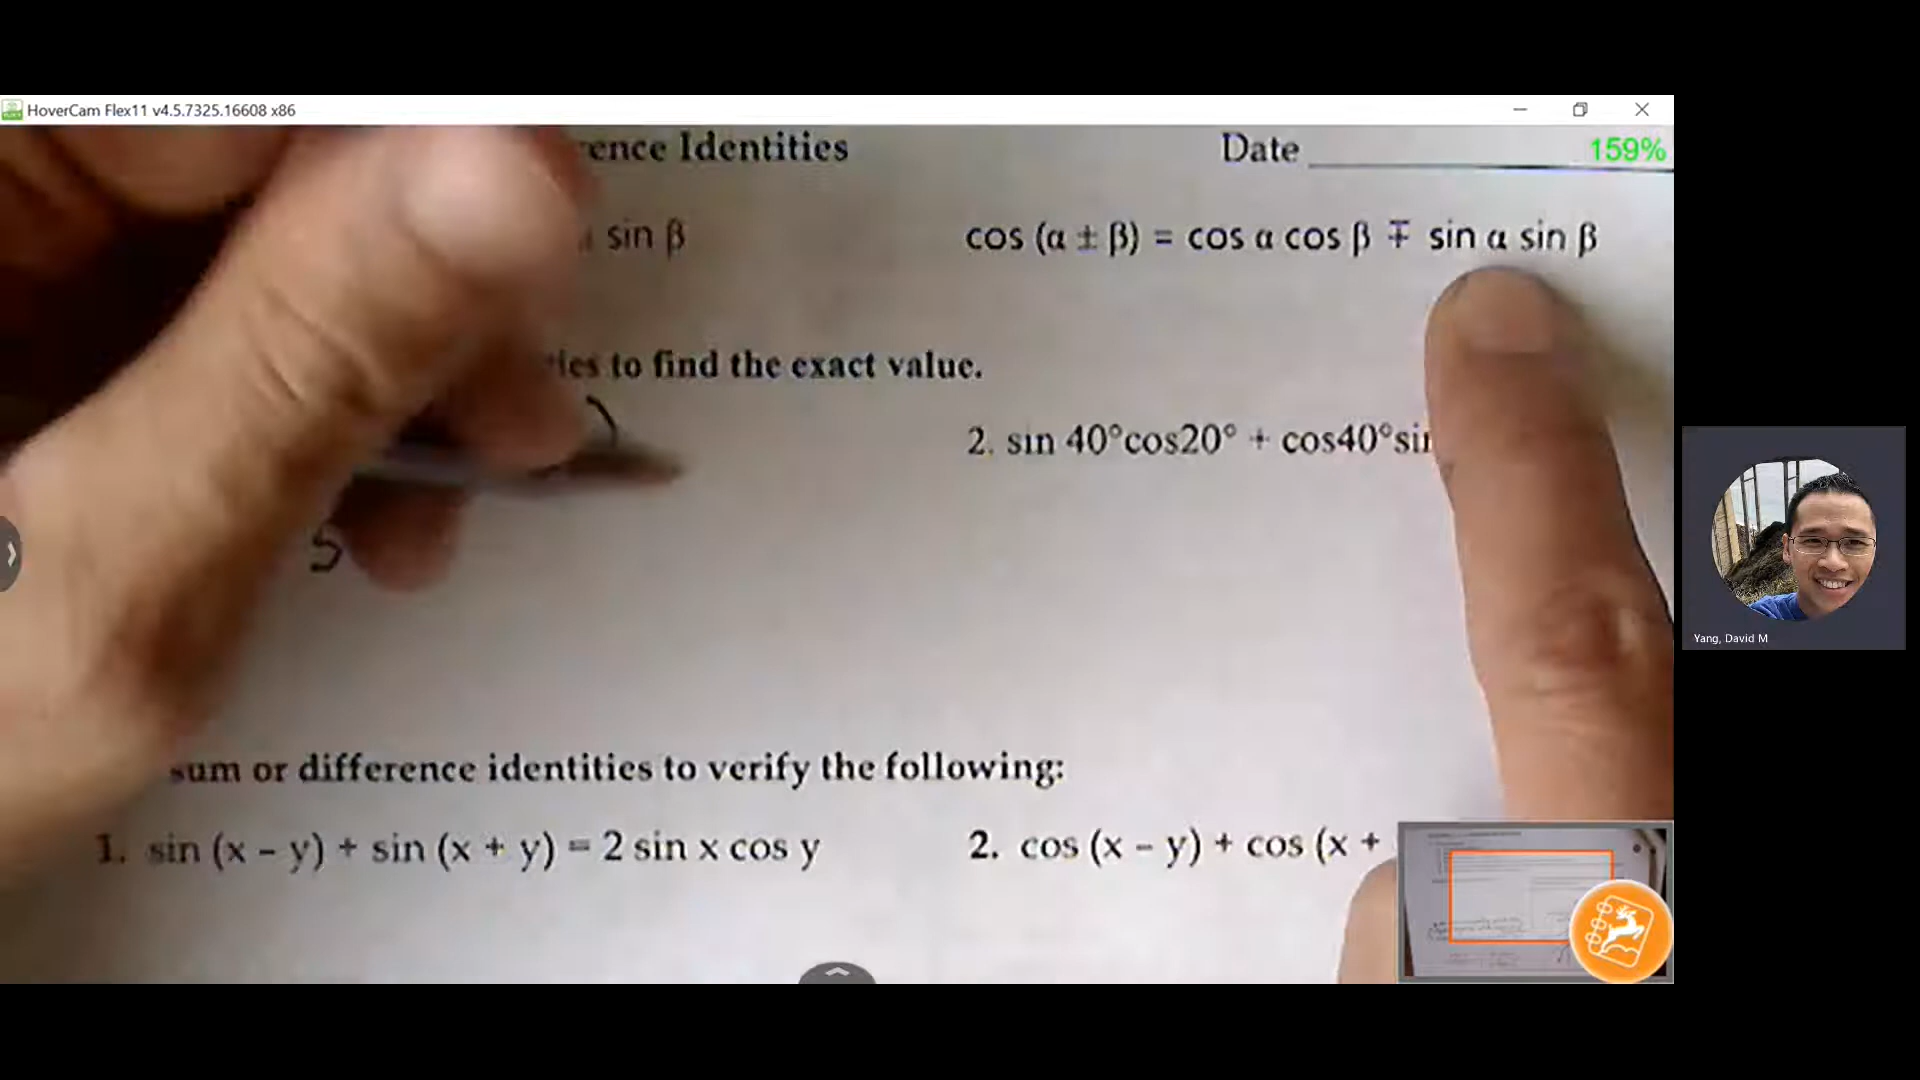 HoverCam Flex11 v4.5.7325.16608 x86
Identities Date 159%
sin β cos (α ± β) = cos α cos β ∓ sin α sin β
to find the exact value.
2. sin 40°cos20° + cos40°
5
sum or difference identities to verify the following:
1. sin (x – y) + sin (x + y) = 2 sin x cos y 2. cos (x – y) + cos (x +
Yang, David M